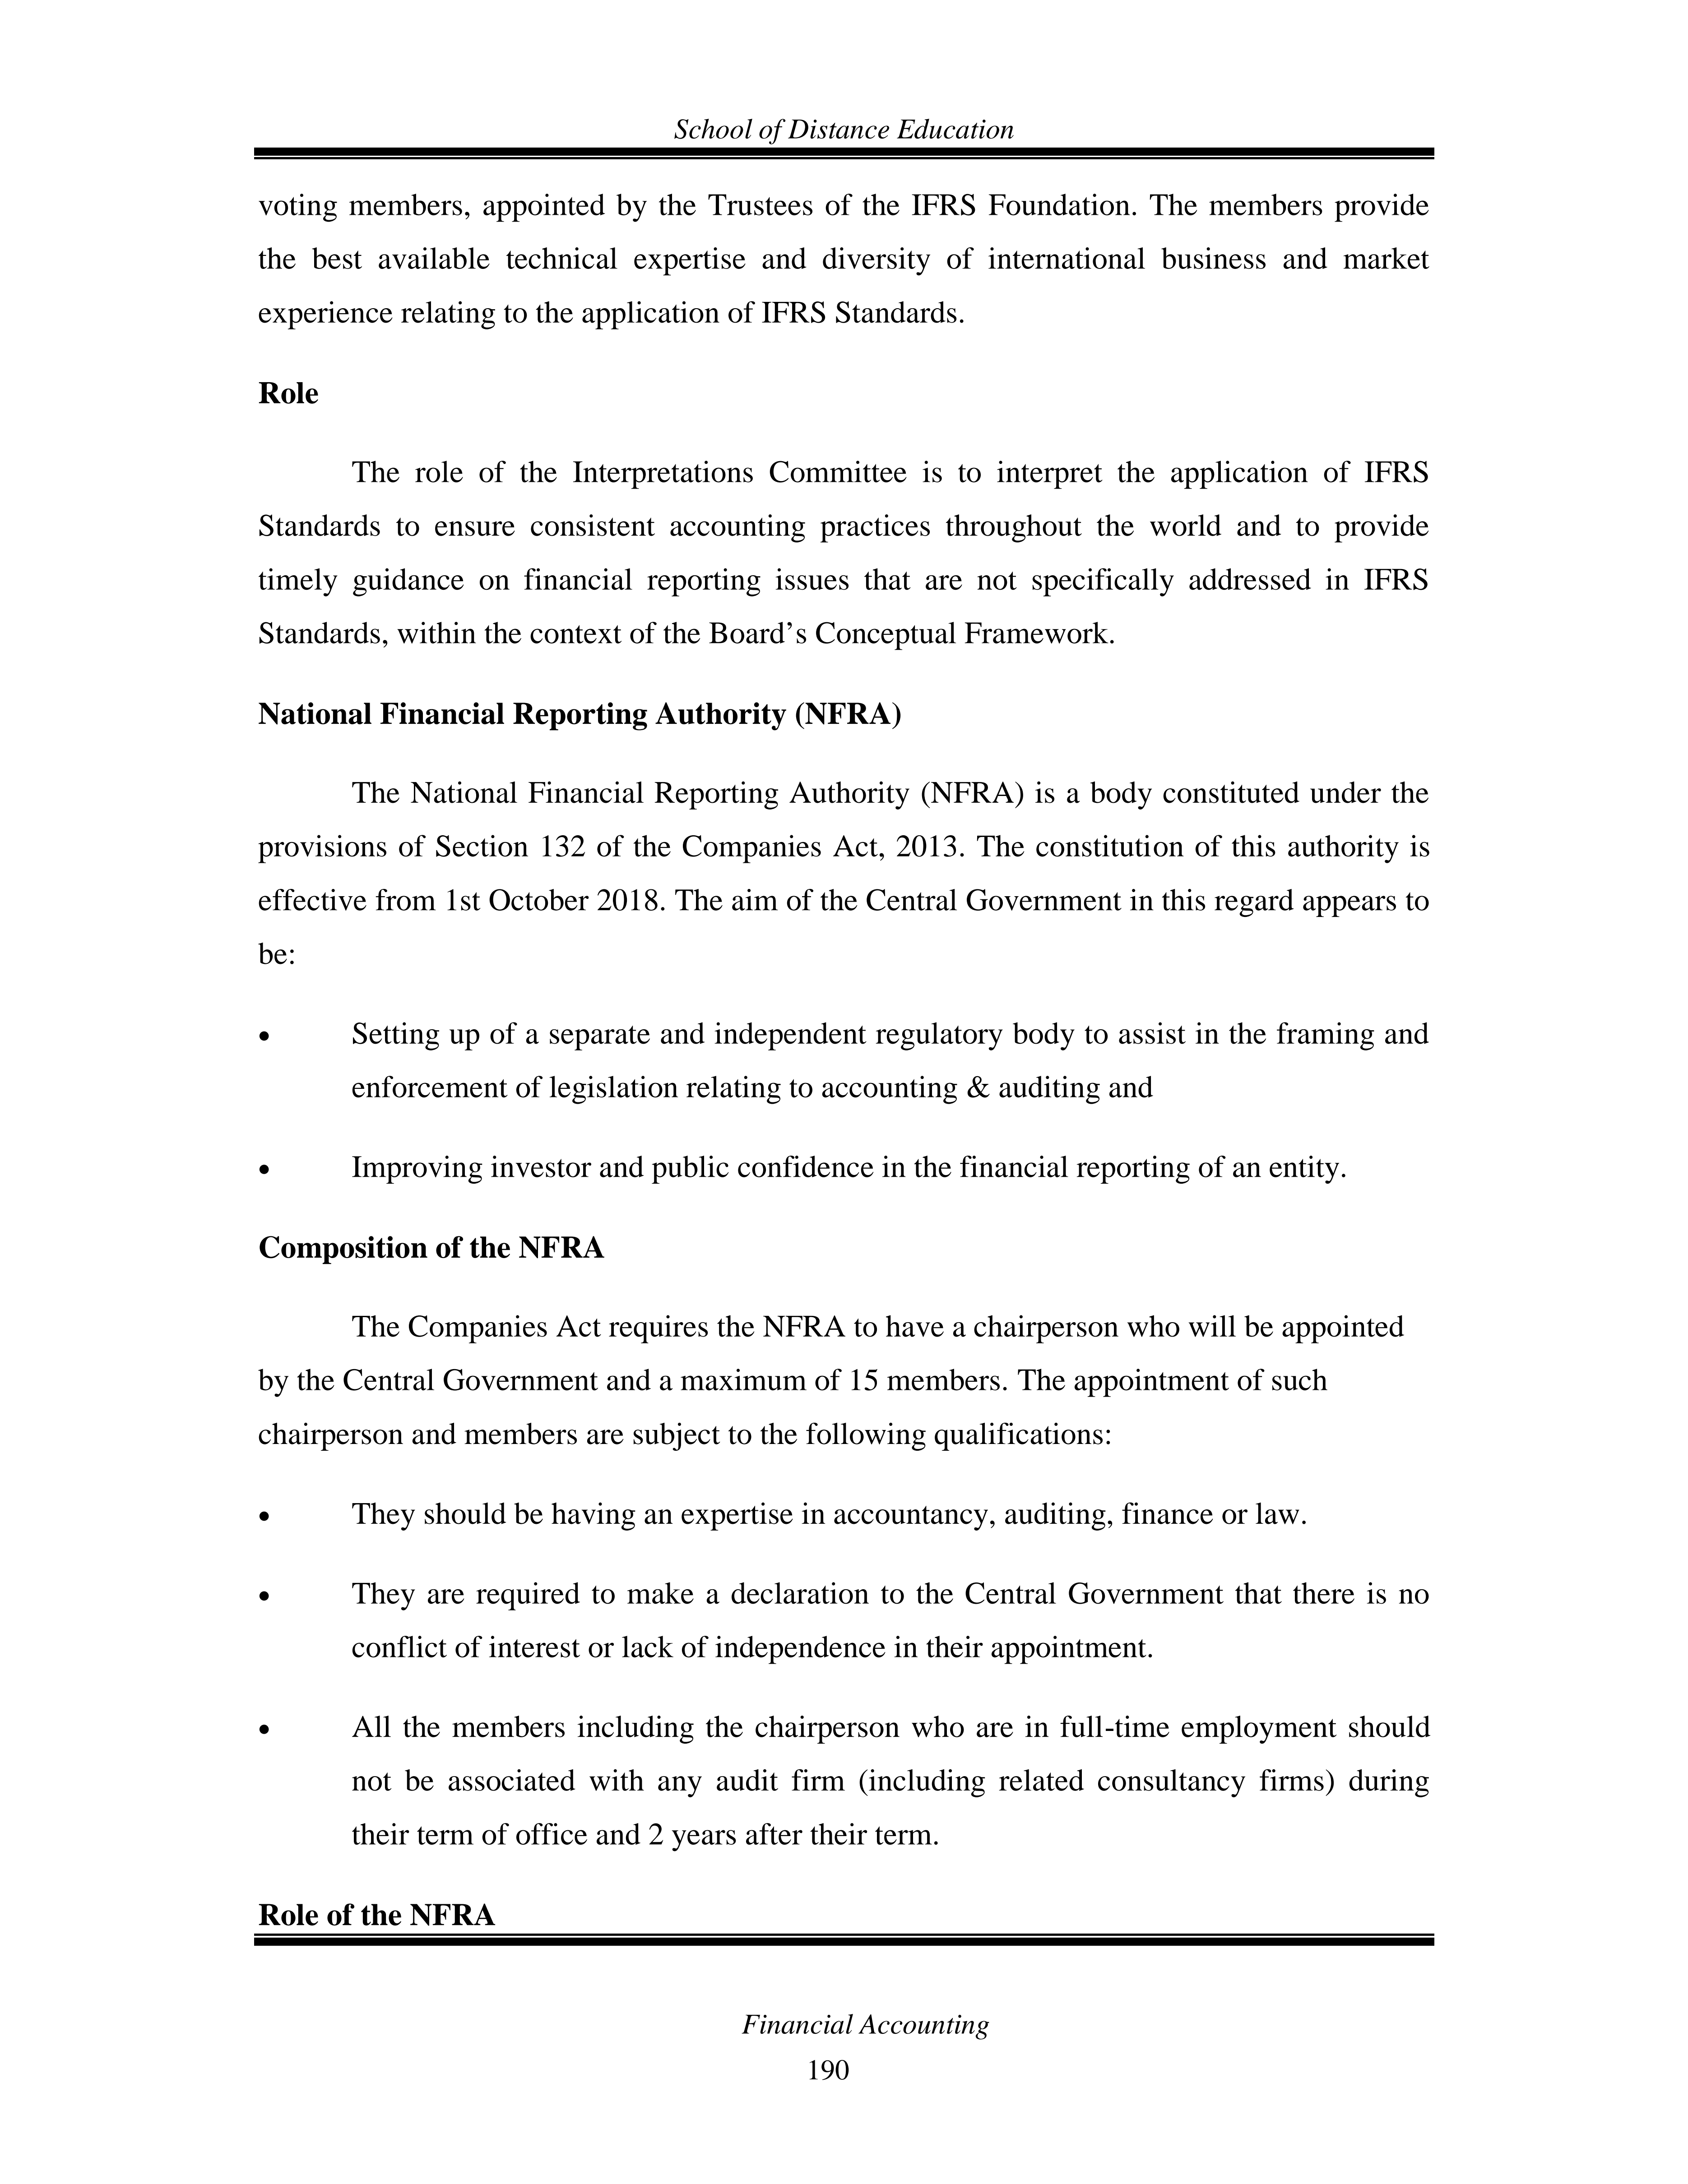 School of Distance Education
voting members, appointed by the Trustees of the IFRS Foundation. The members provide
the best available technical expertise and diversity of international business and market
experience relating to the application of IFRS Standards.
Role
The role of the Interpretations Committee is to interpret the application of IFRS
Standards to ensure consistent accounting practices throughout the world and to provide
timely guidance on financial reporting issues that are not specifically addressed in IFRS
Standards, within the context of the Board’s Conceptual Framework.
National Financial Reporting Authority (NFRA)
The National Financial Reporting Authority (NFRA) is a body constituted under the
provisions of Section 132 of the Companies Act, 2013. The constitution of this authority is
effective from 1st October 2018. The aim of the Central Government in this regard appears to
be:
• Setting up of a separate and independent regulatory body to assist in the framing and
enforcement of legislation relating to accounting & auditing and
• Improving investor and public confidence in the financial reporting of an entity.
Composition of the NFRA
The Companies Act requires the NFRA to have a chairperson who will be appointed
by the Central Government and a maximum of 15 members. The appointment of such
chairperson and members are subject to the following qualifications:
• They should be having an expertise in accountancy, auditing, finance or law.
• They are required to make a declaration to the Central Government that there is no
conflict of interest or lack of independence in their appointment.
• All the members including the chairperson who are in full-time employment should
not be associated with any audit firm (including related consultancy firms) during
their term of office and 2 years after their term.
Role of the NFRA
Financial Accounting
190